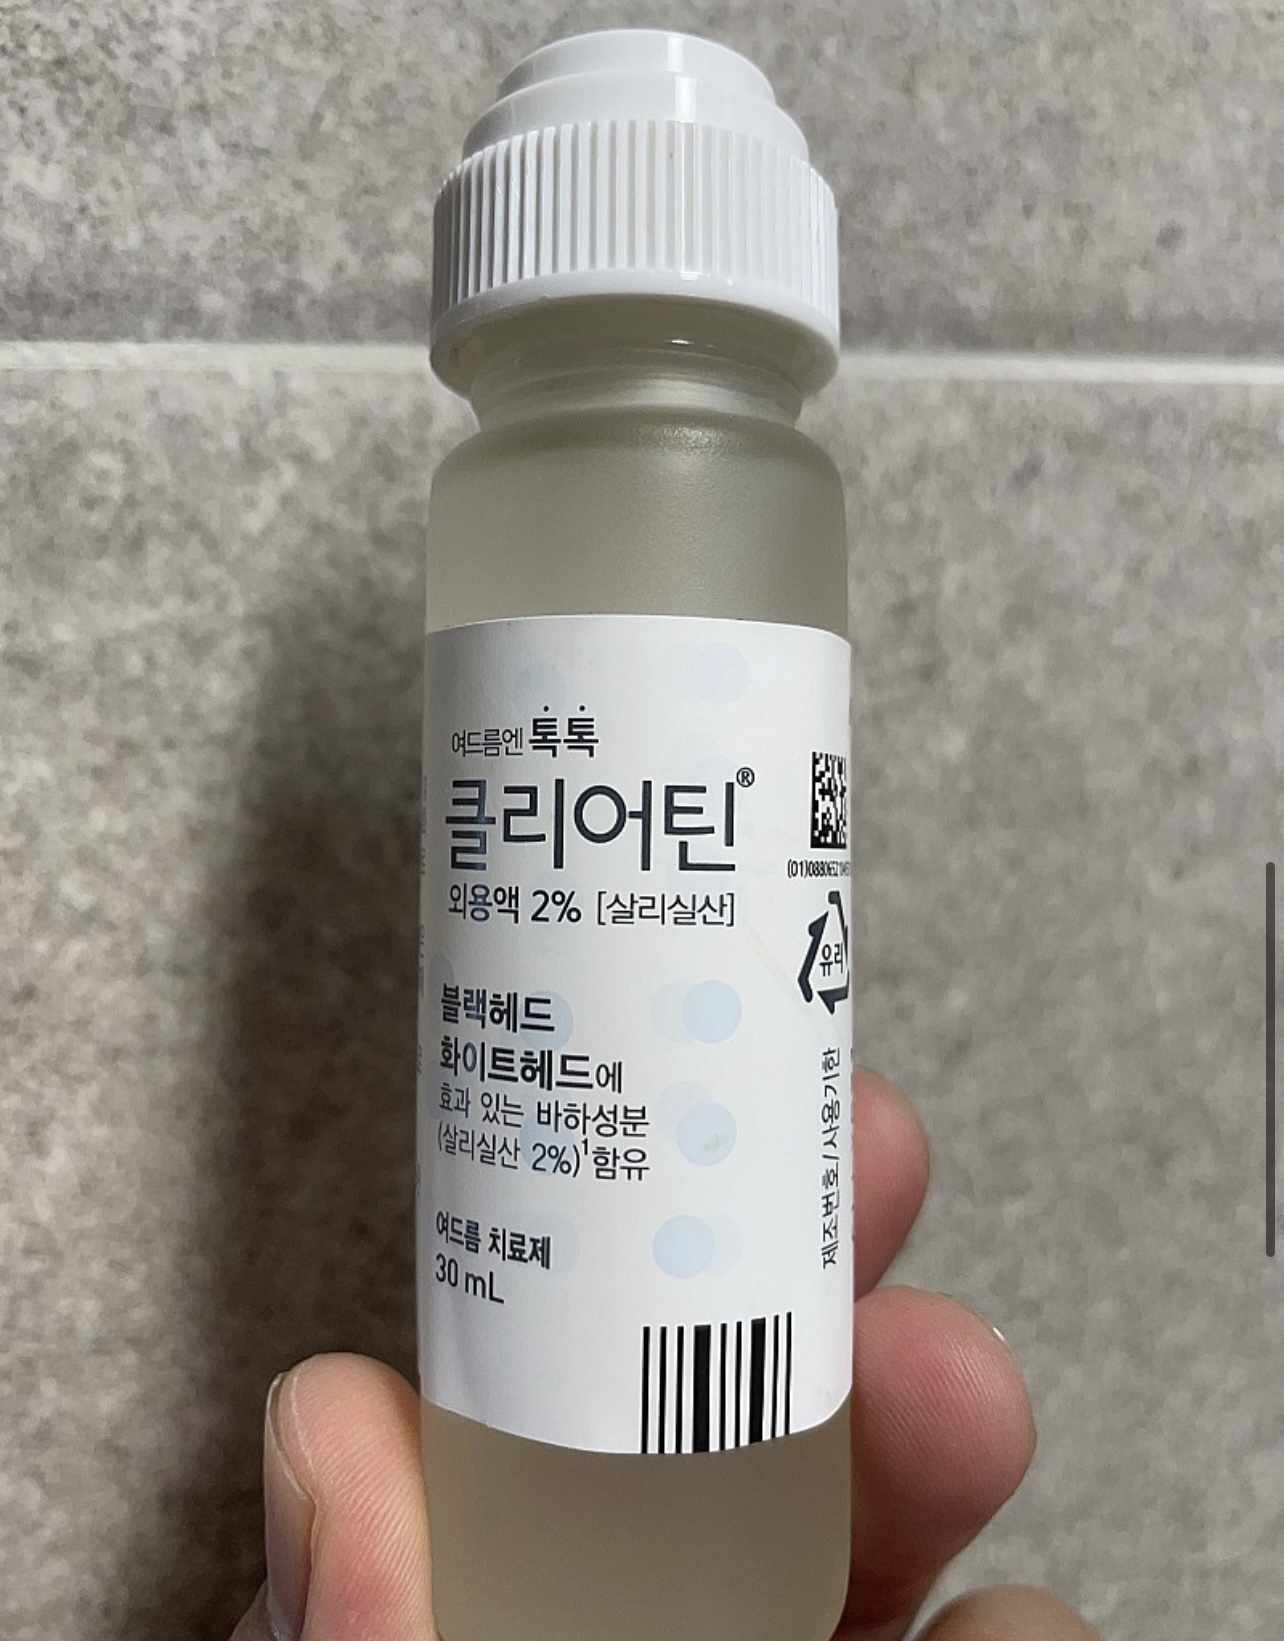 여드름엔 톡톡
클리어틴®
외용액 2% [살리실산]
블랙헤드
화이트헤드에
효과 있는 바하성분
(살리실산 2%)¹함유
여드름 치료제
30 mL
유리
제조번호/사용기한